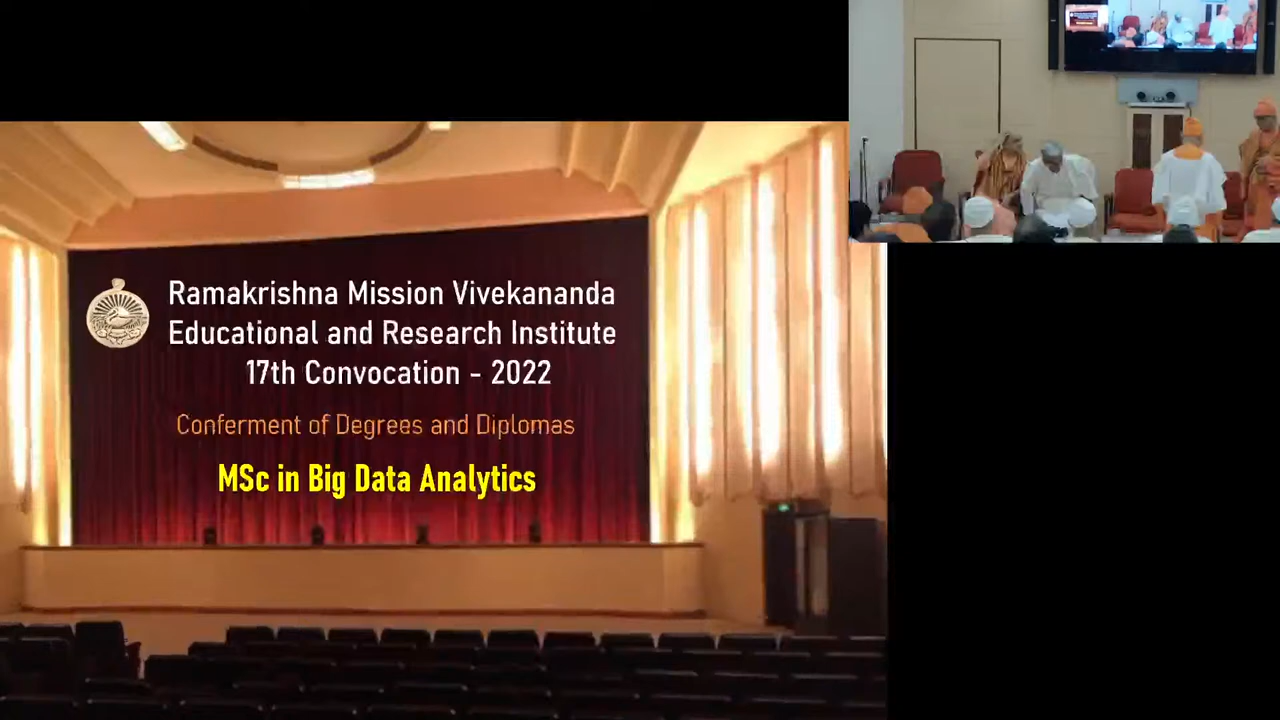 Ramakrishna Mission Vivekananda
Educational and Research Institute
17th Convocation - 2022
Conferment of Degrees and Diplomas
MSc in Big Data Analytics